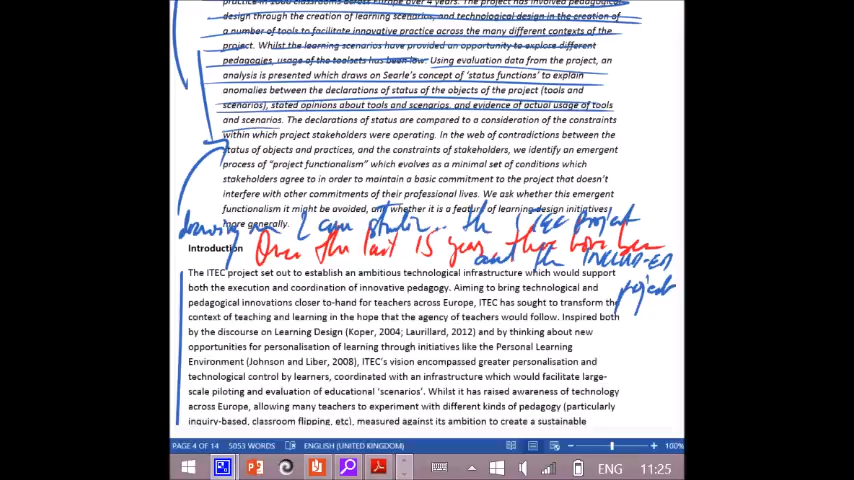 practice in 1000 classrooms across Europe over 4 years. The project has involved pedagogical
design through the creation of learning scenarios, and technological design in the creation of
a number of tools to facilitate innovative practice across the many different contexts of the
project. Whilst the learning scenarios have provided an opportunity to explore different
pedagogies, usage of the toolsets has been low. Using evaluation data from the project, an
analysis is presented which draws on Searle's concept of 'status functions' to explain
anomalies between the declarations of status of the objects of the project (tools and
scenarios), stated opinions about tools and scenarios, and evidence of actual usage of tools
and scenarios. The declarations of status are compared to a consideration of the constraints
within which project stakeholders were operating. In the web of contradictions between the
status of objects and practices, and the constraints of stakeholders, we identify an emergent
process of "project functionalism" which evolves as a minimal set of conditions which
stakeholders agree to in order to maintain a basic commitment to the project that doesn't
interfere with other commitments of their professional lives. We ask whether this emergent
functionalism it might be avoided, and whether it is a feature of learning design initiatives
more generally.
drawing on 2 case studies.. the ITEC project
and the project
Introduction
Over the last 15 years there have been
The ITEC project set out to establish an ambitious technological infrastructure which would support
both the execution and coordination of innovative pedagogy. Aiming to bring technological and
pedagogical innovations closer to-hand for teachers across Europe, ITEC has sought to transform the
context of teaching and learning in the hope that the agency of teachers would follow. Inspired both
by the discourse on Learning Design (Koper, 2004; Laurillard, 2012) and by thinking about new
opportunities for personalisation of learning through initiatives like the Personal Learning
Environment (Johnson and Liber, 2008), ITEC's vision encompassed greater personalisation and
technological control by learners, coordinated with an infrastructure which would facilitate large-
scale piloting and evaluation of educational 'scenarios'. Whilst it has raised awareness of technology
across Europe, allowing many teachers to experiment with different kinds of pedagogy (particularly
inquiry-based, classroom flipping, etc), measured against its ambition to create a sustainable
PAGE 4 OF 14 5053 WORDS ENGLISH (UNITED KINGDOM) 100%
ENG 11:25